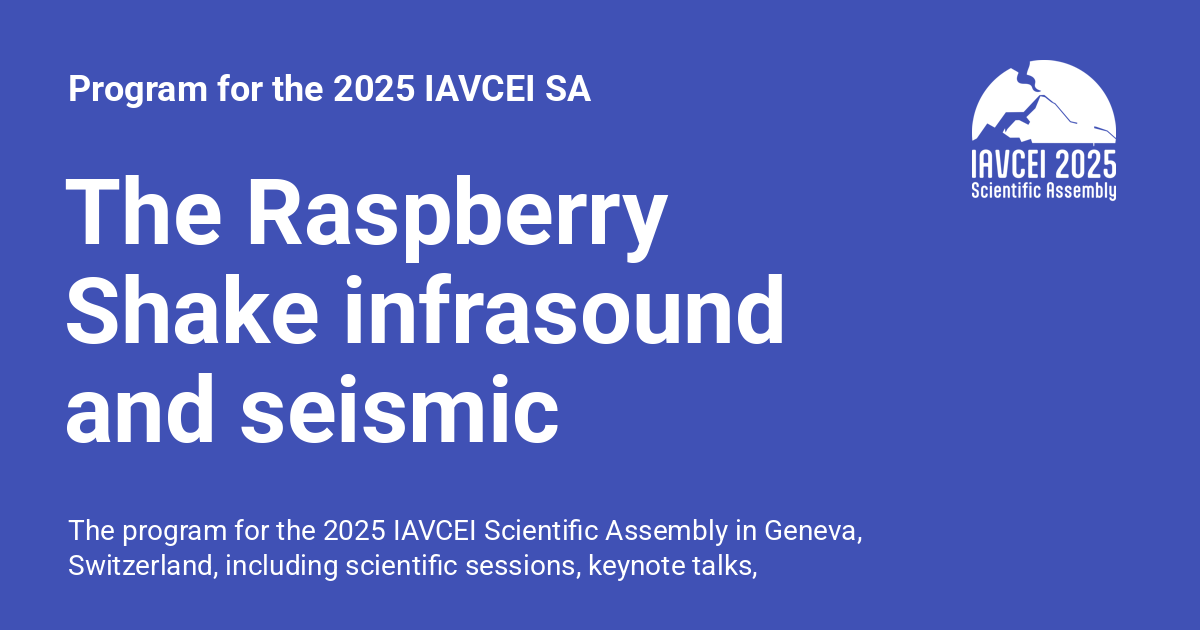 Program for the 2025 IAVCEI SA
IAVCEI 2025
Scientific Assembly
The Raspberry
Shake infrasound
and seismic
The program for the 2025 IAVCEI Scientific Assembly in Geneva,
Switzerland, including scientific sessions, keynote talks,